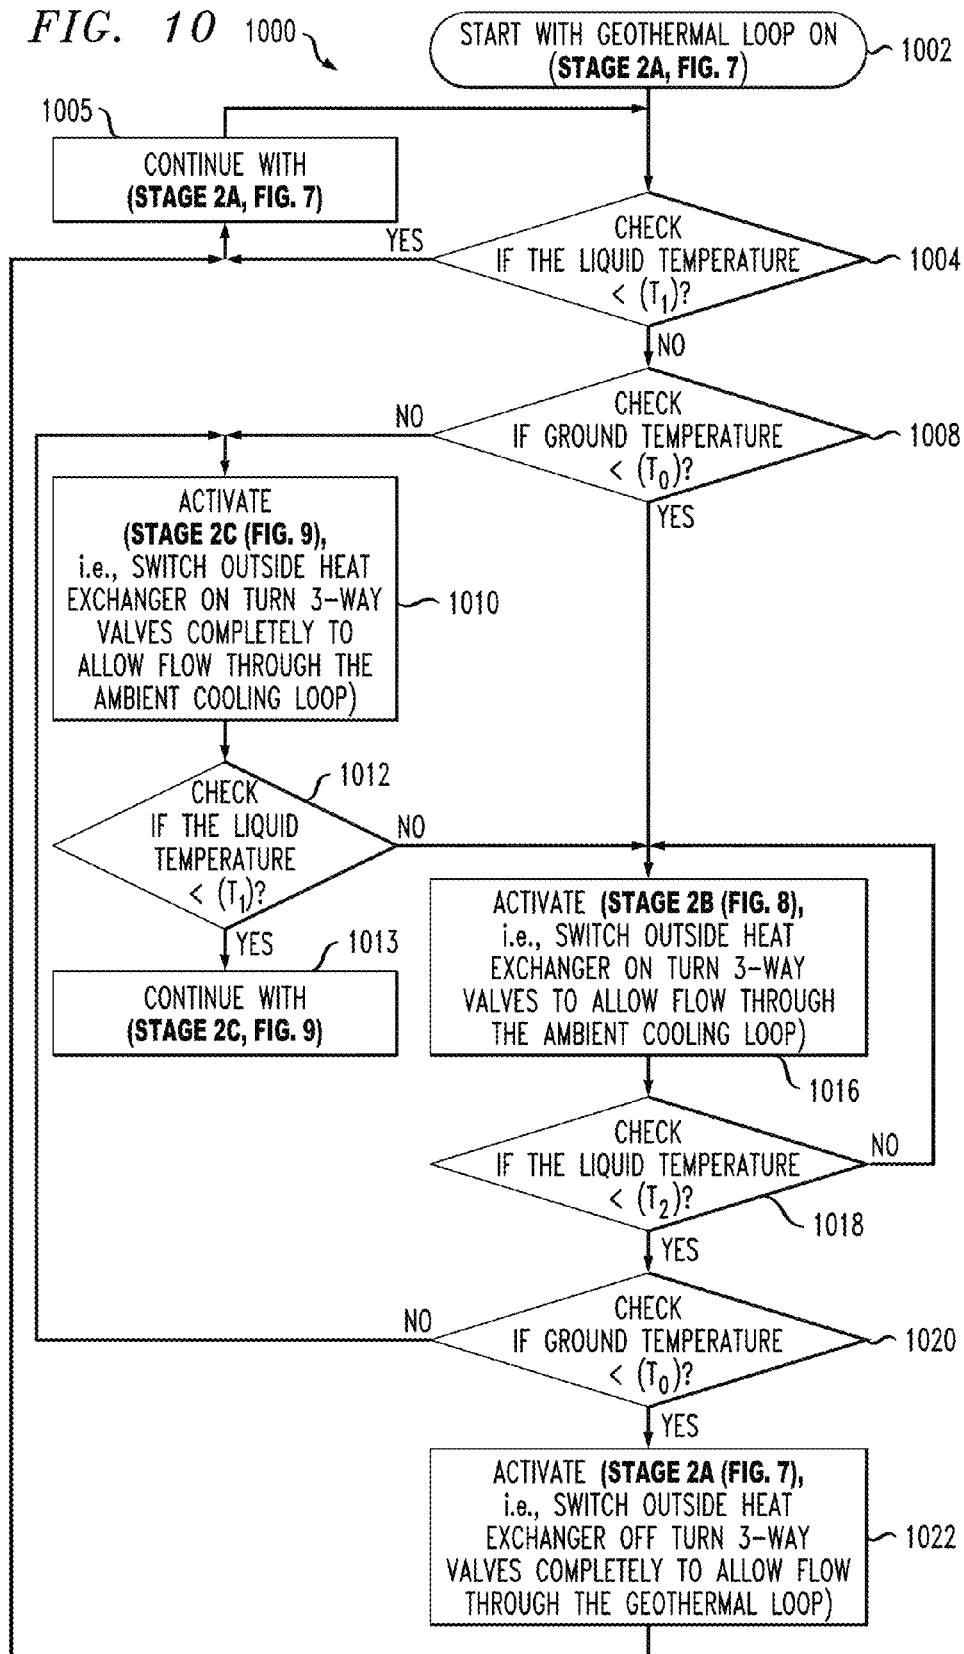 FIG. 10
1000
START WITH GEOTHERMAL LOOP ON
(STAGE 2A, FIG. 7)
1002
1005
CONTINUE WITH
(STAGE 2A, FIG. 7)
YES
CHECK
IF THE LIQUID TEMPERATURE
< (T1)?
1004
NO
NO
CHECK
IF GROUND TEMPERATURE
< (T0)?
1008
YES
ACTIVATE
(STAGE 2C (FIG. 9),
i.e., SWITCH OUTSIDE HEAT
EXCHANGER ON TURN 3-WAY
VALVES COMPLETELY TO
ALLOW FLOW THROUGH THE
AMBIENT COOLING LOOP)
1010
1012
CHECK
IF THE LIQUID
TEMPERATURE
< (T1)?
NO
YES
1013
CONTINUE WITH
(STAGE 2C, FIG. 9)
ACTIVATE (STAGE 2B (FIG. 8),
i.e., SWITCH OUTSIDE HEAT
EXCHANGER ON TURN 3-WAY
VALVES TO ALLOW FLOW THROUGH
THE AMBIENT COOLING LOOP)
1016
CHECK
IF THE LIQUID TEMPERATURE
< (T2)?
NO
1018
YES
NO
CHECK
IF GROUND TEMPERATURE
< (T0)?
1020
YES
ACTIVATE (STAGE 2A (FIG. 7),
i.e., SWITCH OUTSIDE HEAT
EXCHANGER OFF TURN 3-WAY
VALVES COMPLETELY TO ALLOW FLOW
THROUGH THE GEOTHERMAL LOOP)
1022